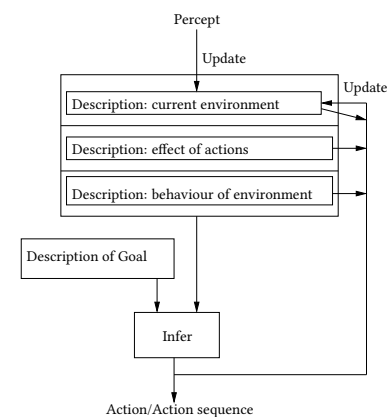 Percept
Update
Update
Description: current environment
Description: effect of actions
Description: behaviour of environment
Description of Goal
Infer
Action/Action sequence